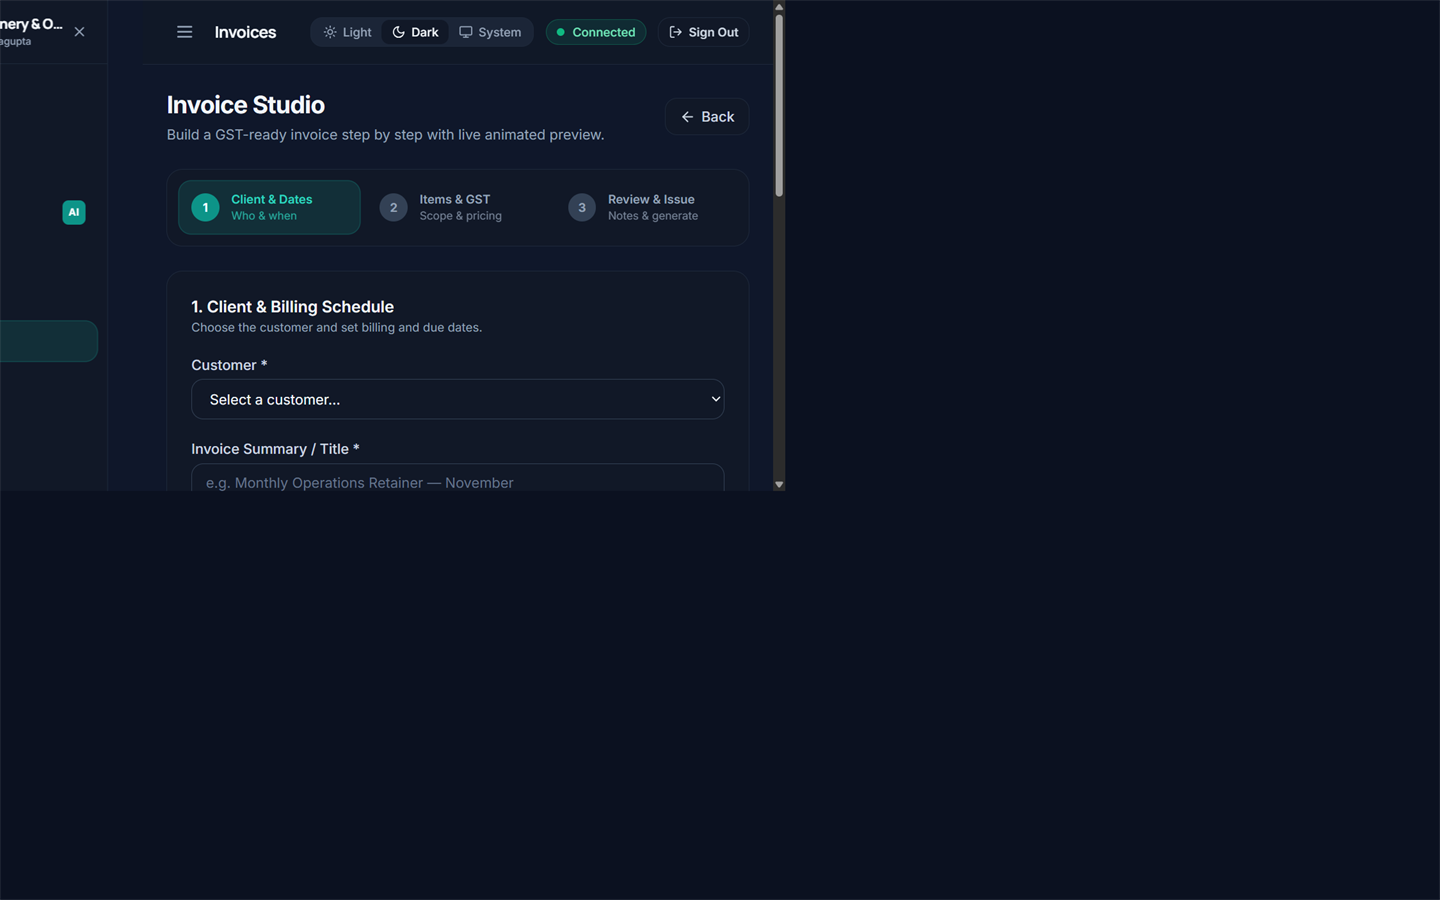 nery & O...
agupta
AI
Invoices
Light
Dark
System
Connected
Sign Out
Invoice Studio
Build a GST-ready invoice step by step with live animated preview.
Back
1
Client & Dates
Who & when
2
Items & GST
Scope & pricing
3
Review & Issue
Notes & generate
1. Client & Billing Schedule
Choose the customer and set billing and due dates.
Customer *
Select a customer...
Invoice Summary / Title *
e.g. Monthly Operations Retainer — November